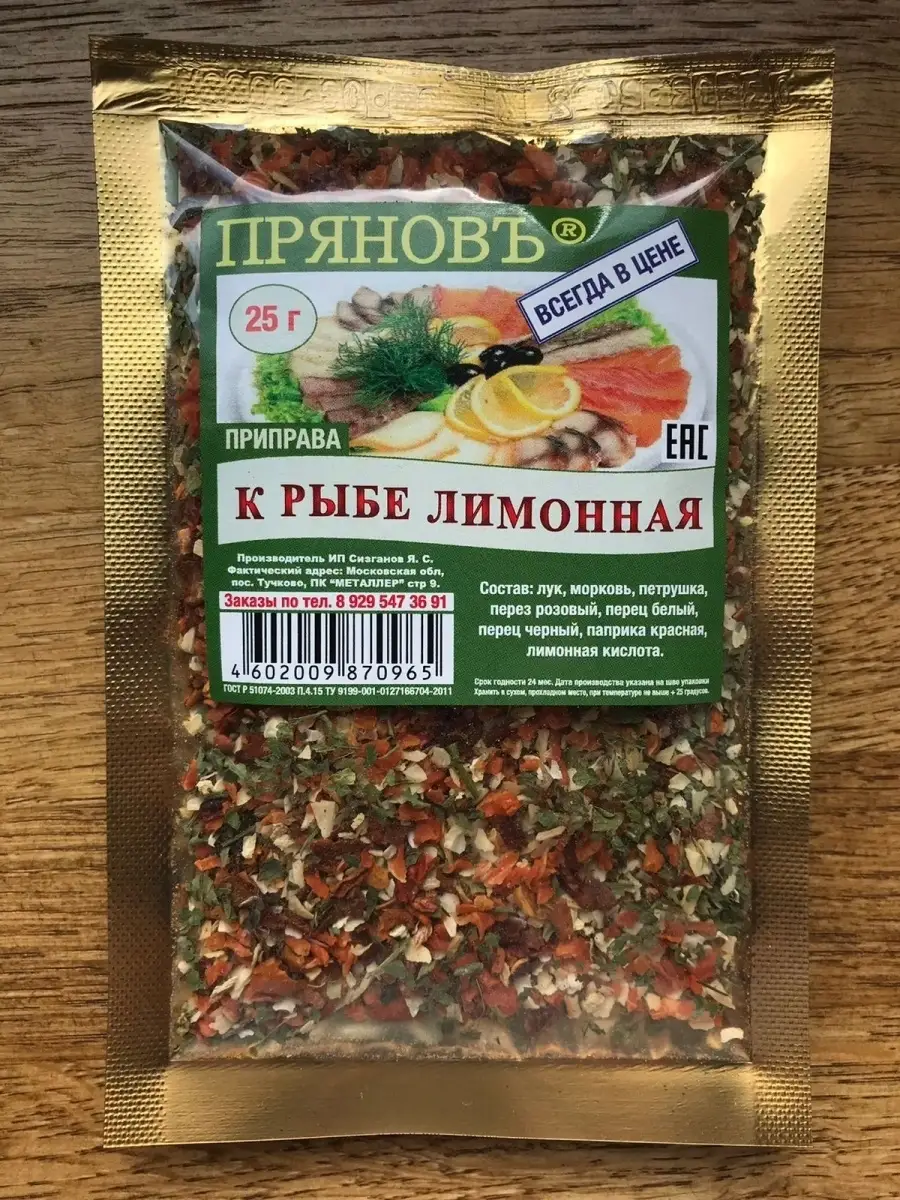 ПРЯНОВЪ®
ВСЕГДА В ЦЕНЕ
25 г
ПРИПРАВА
ЕАС
К РЫБЕ ЛИМОННАЯ
Производитель ИП Сизганов Я. С.
Фактический адрес: Московская обл,
пос. Тучково, ПК "МЕТАЛЛЕР" стр 9.
Заказы по тел. 8 929 547 36 91
4 602009 870965
ГОСТ Р 51074-2003 П.4.15 ТУ 9199-001-0127166704-2011
Состав: лук, морковь, петрушка,
перез розовый, перец белый,
перец черный, паприка красная,
лимонная кислота.
Срок годности 24 мес. Дата производства указана на шве упаковки
Хранить в сухом, прохладном месте, при температуре не выше + 25 градусов.